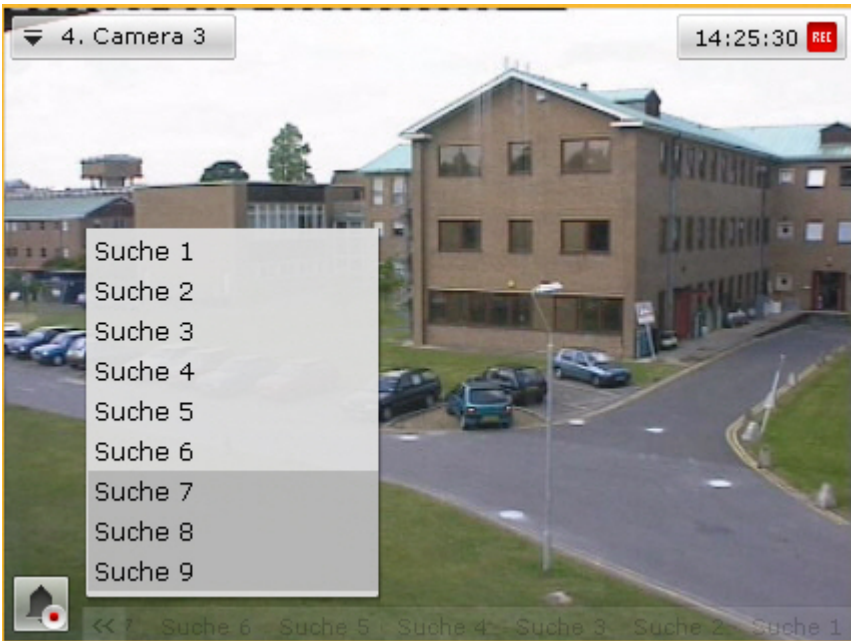 4. Camera 3
14:25:30 REC
Suche 1
Suche 2
Suche 3
Suche 4
Suche 5
Suche 6
Suche 7
Suche 8
Suche 9
<< 7 Suche 6 Suche 5 Suche 4 Suche 3 Suche 2 Suche 1